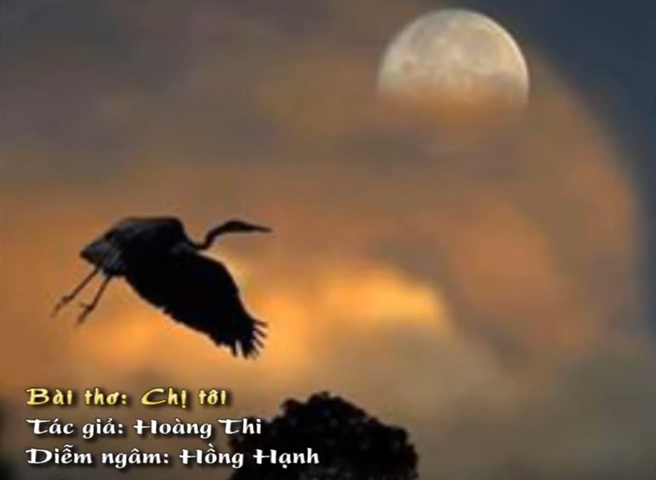 Bài thơ: Chị tôi
Tác giả: Hoàng Thi
Diễm ngâm: Hồng Hạnh